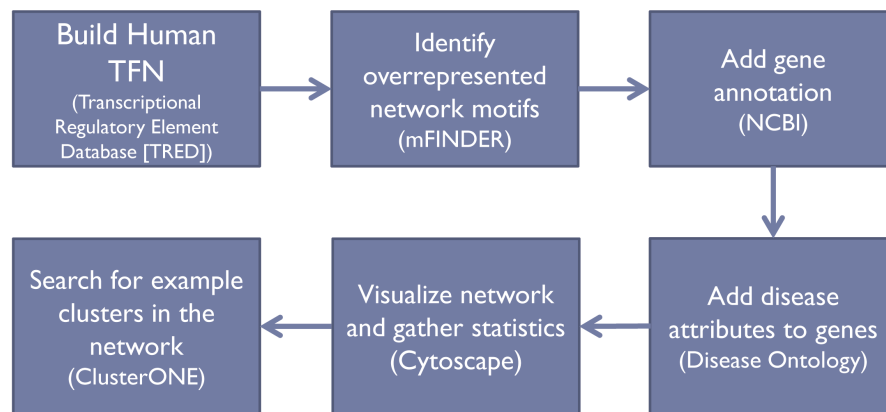 Build Human
TFN
(Transcriptional
Regulatory Element
Database [TRED])
Identify
overrepresented
network motifs
(mFINDER)
Add gene
annotation
(NCBI)
Add disease
attributes to genes
(Disease Ontology)
Visualize network
and gather statistics
(Cytoscape)
Search for example
clusters in the
network
(ClusterONE)